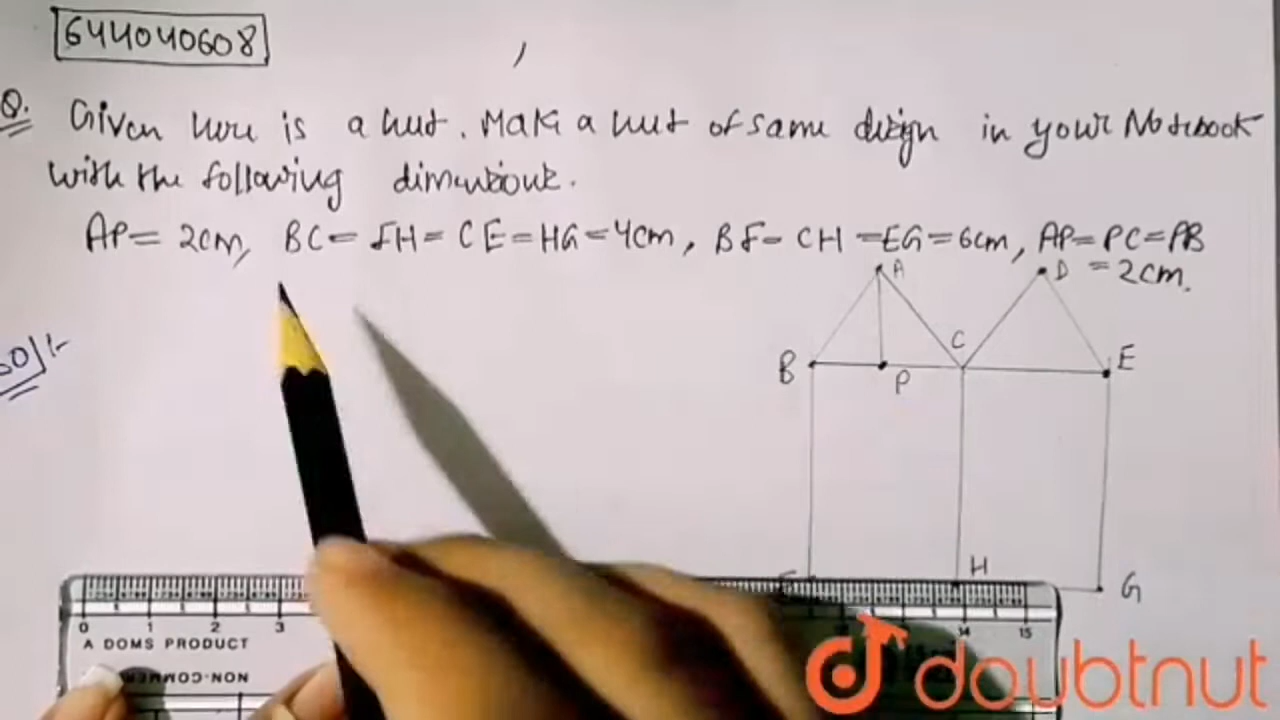 644040608
Q. Given here is a hut. Make a hut of same design in your Notebook
with the following dimensions.
AP = 2cm, BC = FH = CE = HG = 4cm, BF = CH = EG = 6cm, AP = PC = PB
= 2cm.
A D
C
B P E
Sol :-
H
G
0 1 2 3 14 15
A DOMS PRODUCT
NON-COMMER
doubtnut